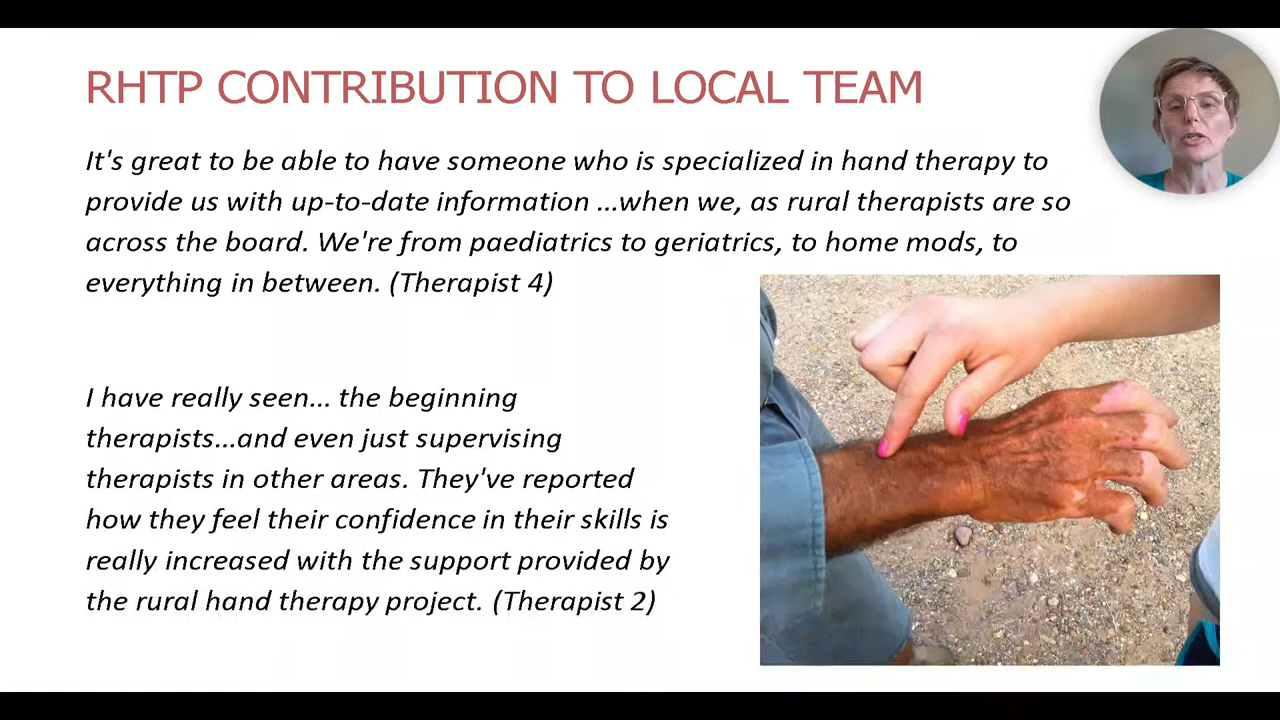 RHTP CONTRIBUTION TO LOCAL TEAM
It's great to be able to have someone who is specialized in hand therapy to
provide us with up-to-date information ...when we, as rural therapists are so
across the board. We're from paediatrics to geriatrics, to home mods, to
everything in between. (Therapist 4)
I have really seen... the beginning
therapists...and even just supervising
therapists in other areas. They've reported
how they feel their confidence in their skills is
really increased with the support provided by
the rural hand therapy project. (Therapist 2)